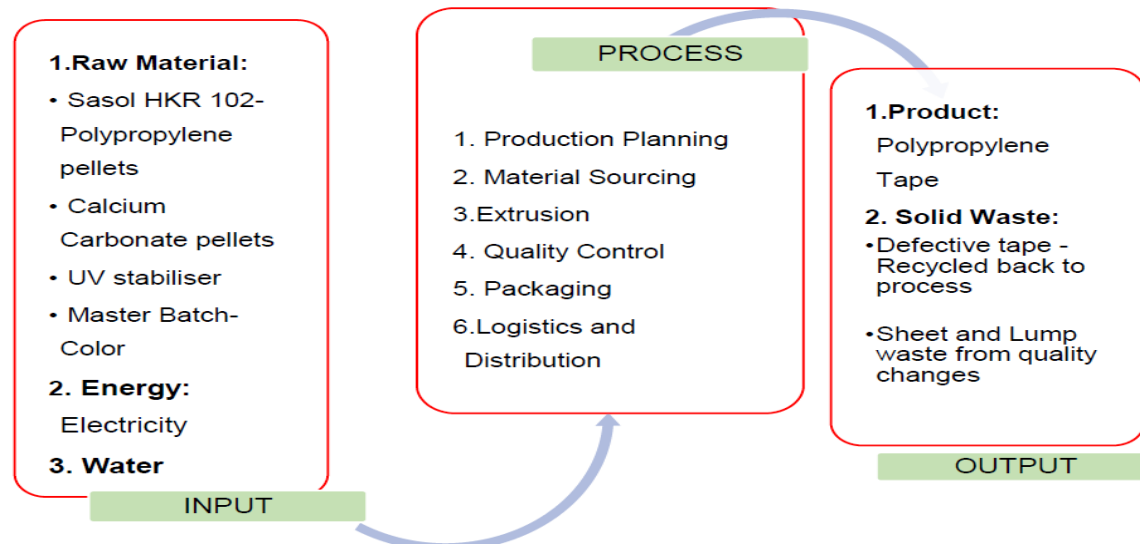 1.Raw Material:
• Sasol HKR 102-
Polypropylene
pellets
• Calcium
Carbonate pellets
• UV stabiliser
• Master Batch-
Color
2. Energy:
Electricity
3. Water
INPUT
PROCESS
1. Production Planning
2. Material Sourcing
3.Extrusion
4. Quality Control
5. Packaging
6.Logistics and
Distribution
1.Product:
Polypropylene
Tape
2. Solid Waste:
•Defective tape -
Recycled back to
process
•Sheet and Lump
waste from quality
changes
OUTPUT